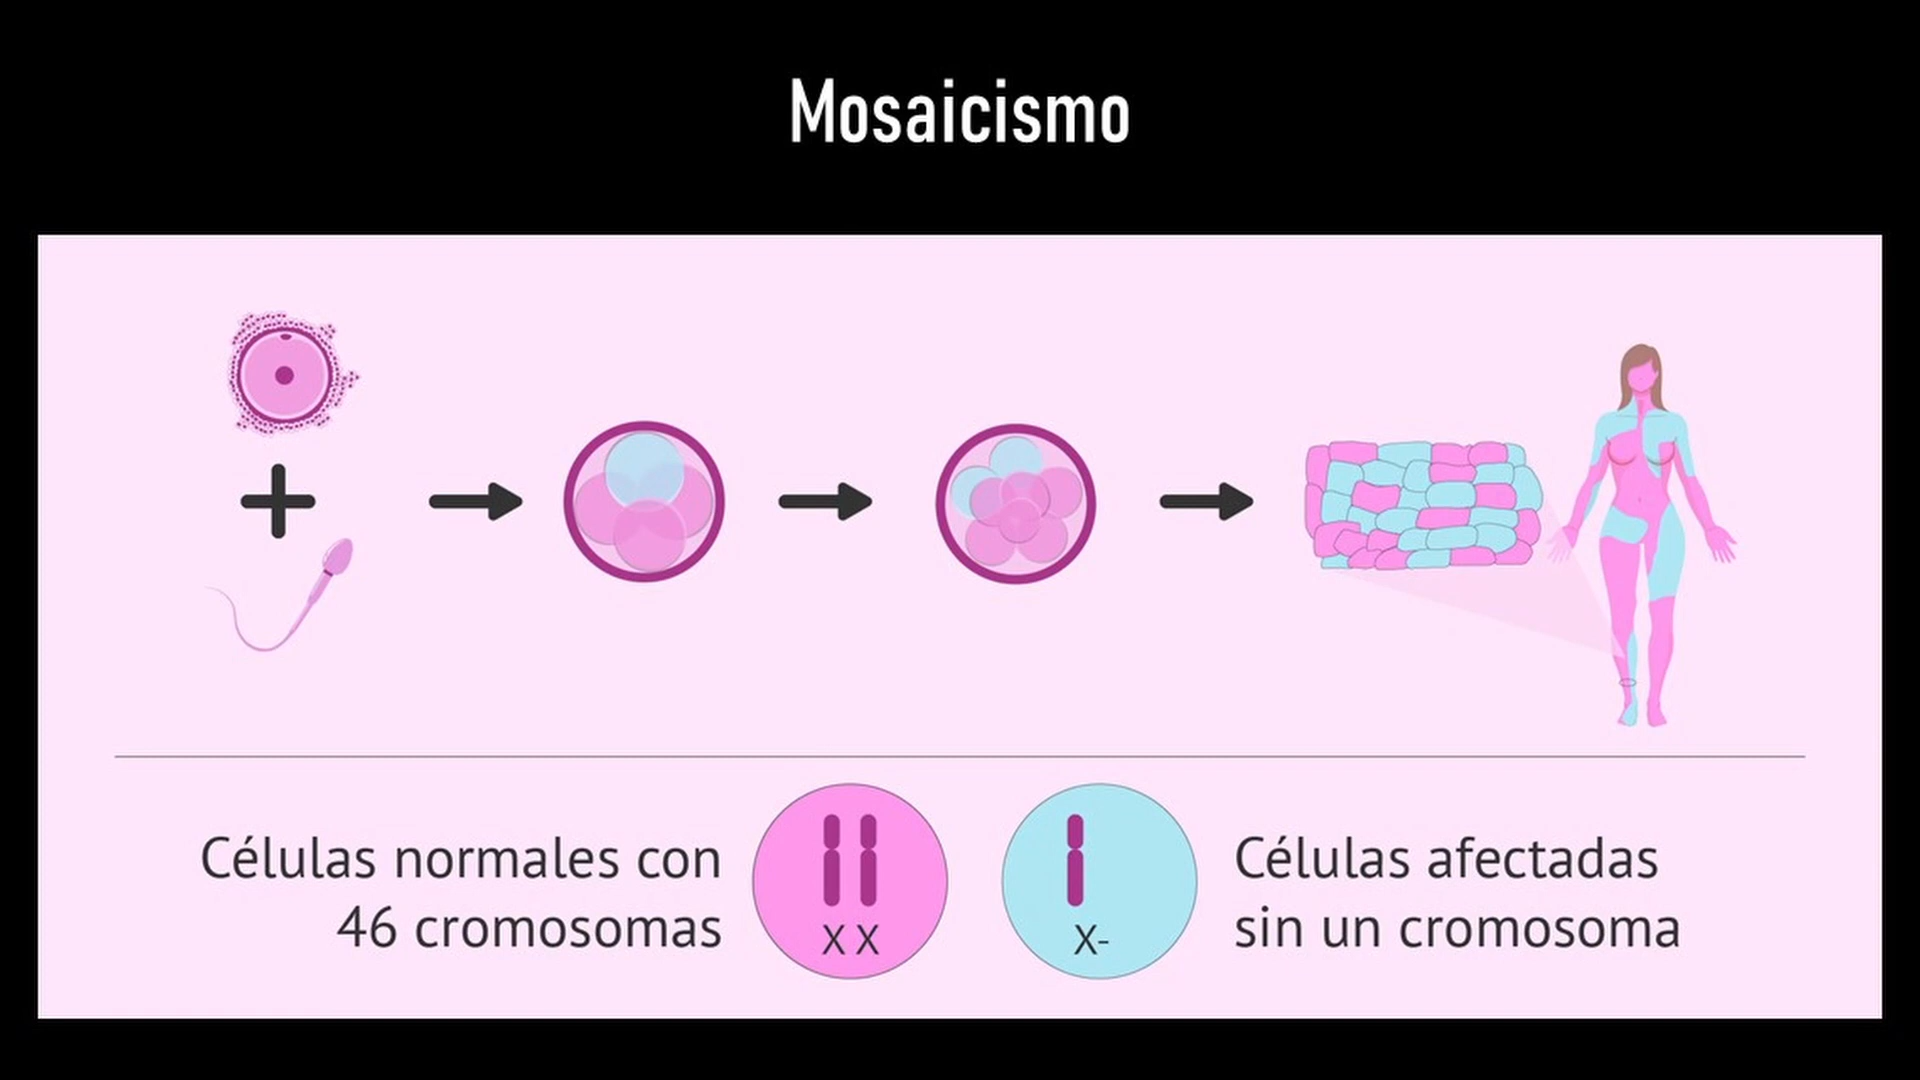 Mosaicismo
Células normales con
46 cromosomas
X X
X-
Células afectadas
sin un cromosoma